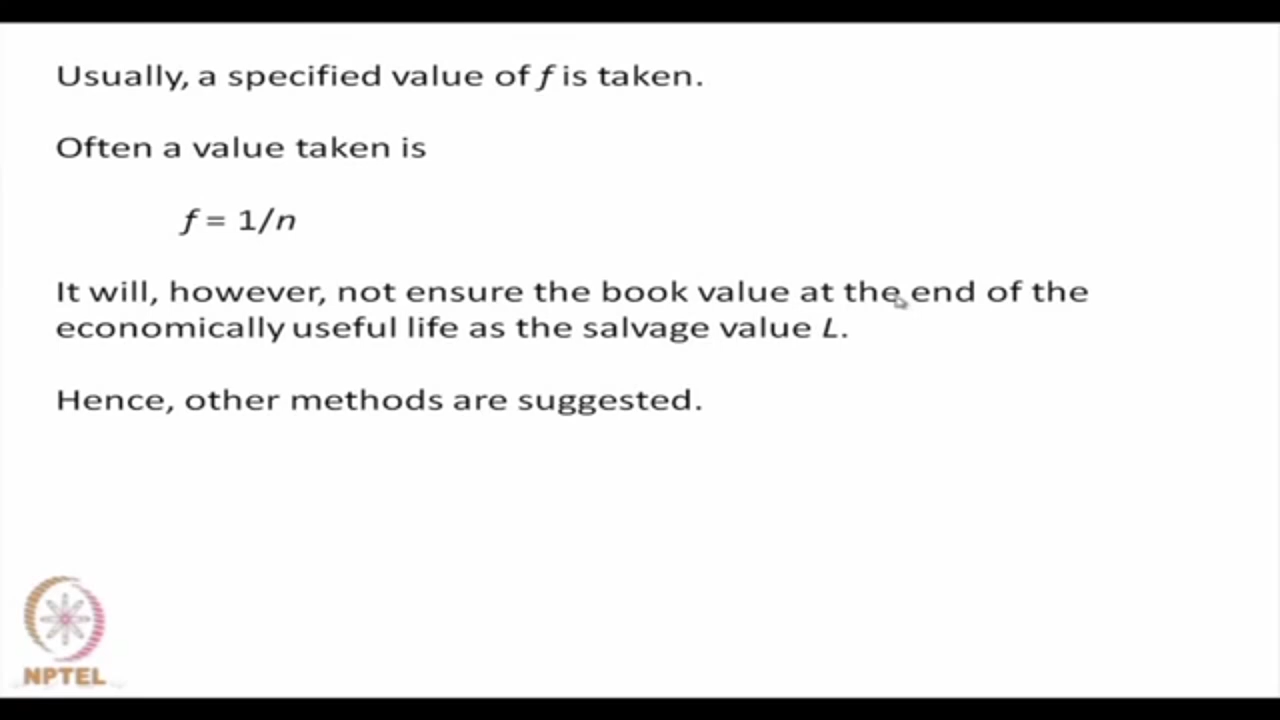 Usually, a specified value of f is taken.
Often a value taken is
f = 1/n
It will, however, not ensure the book value at the end of the
economically useful life as the salvage value L.
Hence, other methods are suggested.
NPTEL